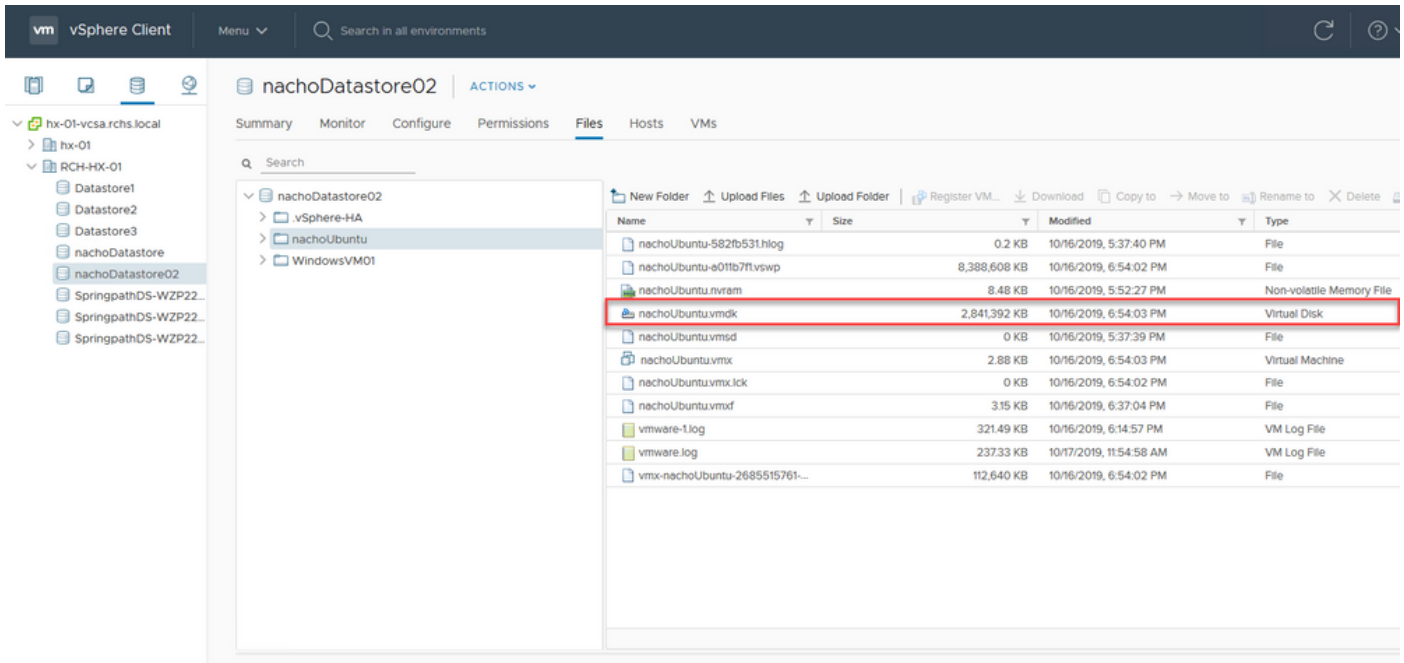 vm vSphere Client Menu Search in all environments
hx-01-vcsa.rchs.local
hx-01
RCH-HX-01
Datastore1
Datastore2
Datastore3
nachoDatastore
nachoDatastore02
SpringpathDS-WZP22...
SpringpathDS-WZP22...
SpringpathDS-WZP22...
nachoDatastore02 ACTIONS
Summary Monitor Configure Permissions Files Hosts VMs
Search
nachoDatastore02
.vSphere-HA
nachoUbuntu
WindowsVM01
New Folder Upload Files Upload Folder Register VM... Download Copy to Move to Rename to Delete
Name Size Modified Type
nachoUbuntu-582fb531.hlog 0.2 KB 10/16/2019, 5:37:40 PM File
nachoUbuntu-a011b7f1.vswp 8,388,608 KB 10/16/2019, 6:54:02 PM File
nachoUbuntu.nvram 8.48 KB 10/16/2019, 5:52:27 PM Non-volatile Memory File
nachoUbuntu.vmdk 2,841,392 KB 10/16/2019, 6:54:03 PM Virtual Disk
nachoUbuntu.vmsd 0 KB 10/16/2019, 5:37:39 PM File
nachoUbuntu.vmx 2.88 KB 10/16/2019, 6:54:03 PM Virtual Machine
nachoUbuntu.vmx.lck 0 KB 10/16/2019, 6:54:02 PM File
nachoUbuntu.vmxf 3.15 KB 10/16/2019, 6:37:04 PM File
vmware-1.log 321.49 KB 10/16/2019, 6:14:57 PM VM Log File
vmware.log 237.33 KB 10/17/2019, 11:54:58 AM VM Log File
vmx-nachoUbuntu-2685515761-... 112,640 KB 10/16/2019, 6:54:02 PM File